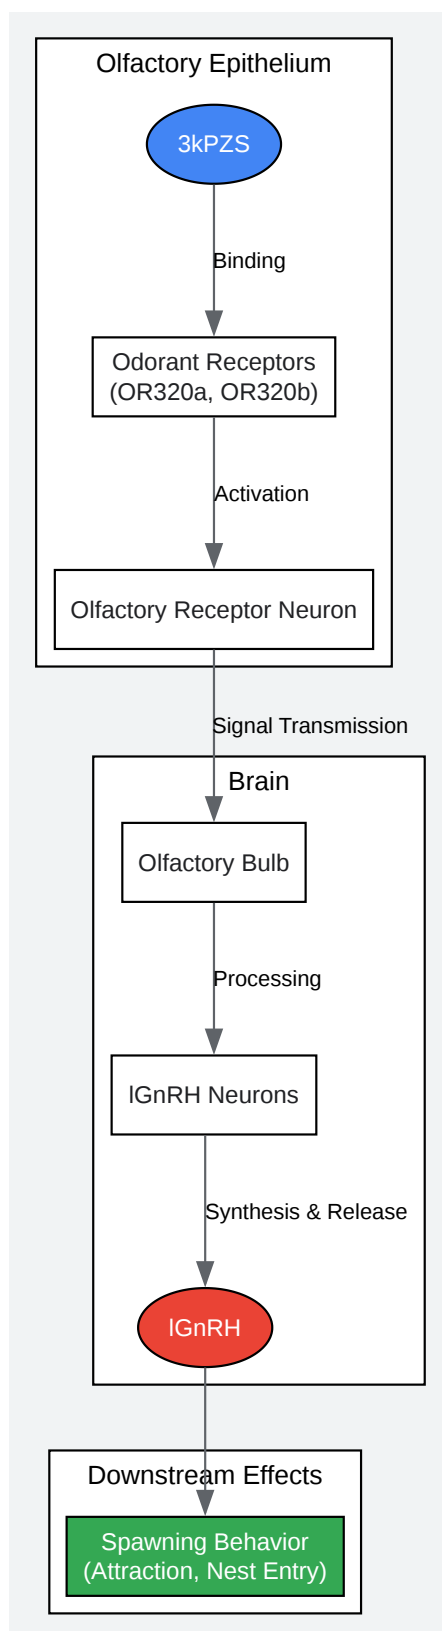 Olfactory Epithelium
3kPZS
Binding
Odorant Receptors
(OR320a, OR320b)
Activation
Olfactory Receptor Neuron
Signal Transmission
Brain
Olfactory Bulb
Processing
lGnRH Neurons
Synthesis & Release
lGnRH
Downstream Effects
Spawning Behavior
(Attraction, Nest Entry)